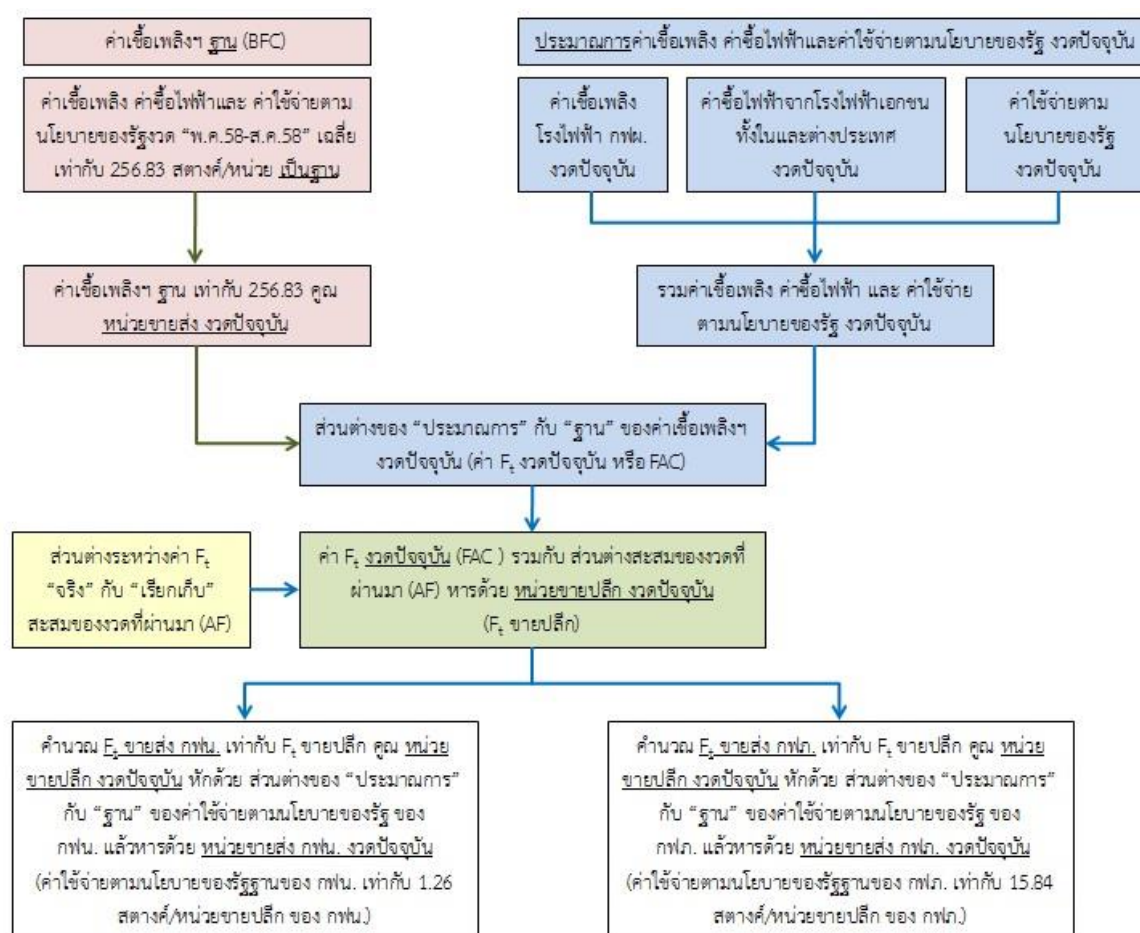 ค่าเชื้อเพลิงฯ ฐาน (BFC)
ค่าเชื้อเพลิง ค่าซื้อไฟฟ้าและ ค่าใช้จ่ายตาม
นโยบายของรัฐงวด “พ.ค.58-ส.ค.58” เฉลี่ย
เท่ากับ 256.83 สตางค์/หน่วย เป็นฐาน
ค่าเชื้อเพลิงฯ ฐาน เท่ากับ 256.83 คูณ
หน่วยขายส่ง งวดปัจจุบัน
ประมาณการค่าเชื้อเพลิง ค่าซื้อไฟฟ้าและค่าใช้จ่ายตามนโยบายของรัฐ งวดปัจจุบัน
ค่าเชื้อเพลิง
โรงไฟฟ้า กฟผ.
งวดปัจจุบัน
ค่าซื้อไฟฟ้าจากโรงไฟฟ้าเอกชน
ทั้งในและต่างประเทศ
งวดปัจจุบัน
ค่าใช้จ่ายตาม
นโยบายของรัฐ
งวดปัจจุบัน
รวมค่าเชื้อเพลิง ค่าซื้อไฟฟ้า และ ค่าใช้จ่าย
ตามนโยบายของรัฐ งวดปัจจุบัน
ส่วนต่างของ “ประมาณการ” กับ “ฐาน” ของค่าเชื้อเพลิงฯ
งวดปัจจุบัน (ค่า Fₜ งวดปัจจุบัน หรือ FAC)
ส่วนต่างระหว่างค่า Fₜ
“จริง” กับ “เรียกเก็บ”
สะสมของงวดที่ผ่านมา (AF)
ค่า Fₜ งวดปัจจุบัน (FAC ) รวมกับ ส่วนต่างสะสมของงวดที่
ผ่านมา (AF) หารด้วย หน่วยขายปลีก งวดปัจจุบัน
(Fₜ ขายปลีก)
คำนวณ Fₜ ขายส่ง กฟน. เท่ากับ Fₜ ขายปลีก คูณ หน่วย
ขายปลีก งวดปัจจุบัน หักด้วย ส่วนต่างของ “ประมาณการ”
กับ “ฐาน” ของค่าใช้จ่ายตามนโยบายของรัฐ ของ
กฟน. แล้วหารด้วย หน่วยขายส่ง กฟน. งวดปัจจุบัน
(ค่าใช้จ่ายตามนโยบายของรัฐฐานของ กฟน. เท่ากับ 1.26
สตางค์/หน่วยขายปลีก ของ กฟน.)
คำนวณ Fₜ ขายส่ง กฟภ. เท่ากับ Fₜ ขายปลีก คูณ หน่วย
ขายปลีก งวดปัจจุบัน หักด้วย ส่วนต่างของ “ประมาณการ”
กับ “ฐาน” ของค่าใช้จ่ายตามนโยบายของรัฐ ของ
กฟภ. แล้วหารด้วย หน่วยขายส่ง กฟภ. งวดปัจจุบัน
(ค่าใช้จ่ายตามนโยบายของรัฐฐานของ กฟภ. เท่ากับ 15.84
สตางค์/หน่วยขายปลีก ของ กฟภ.)